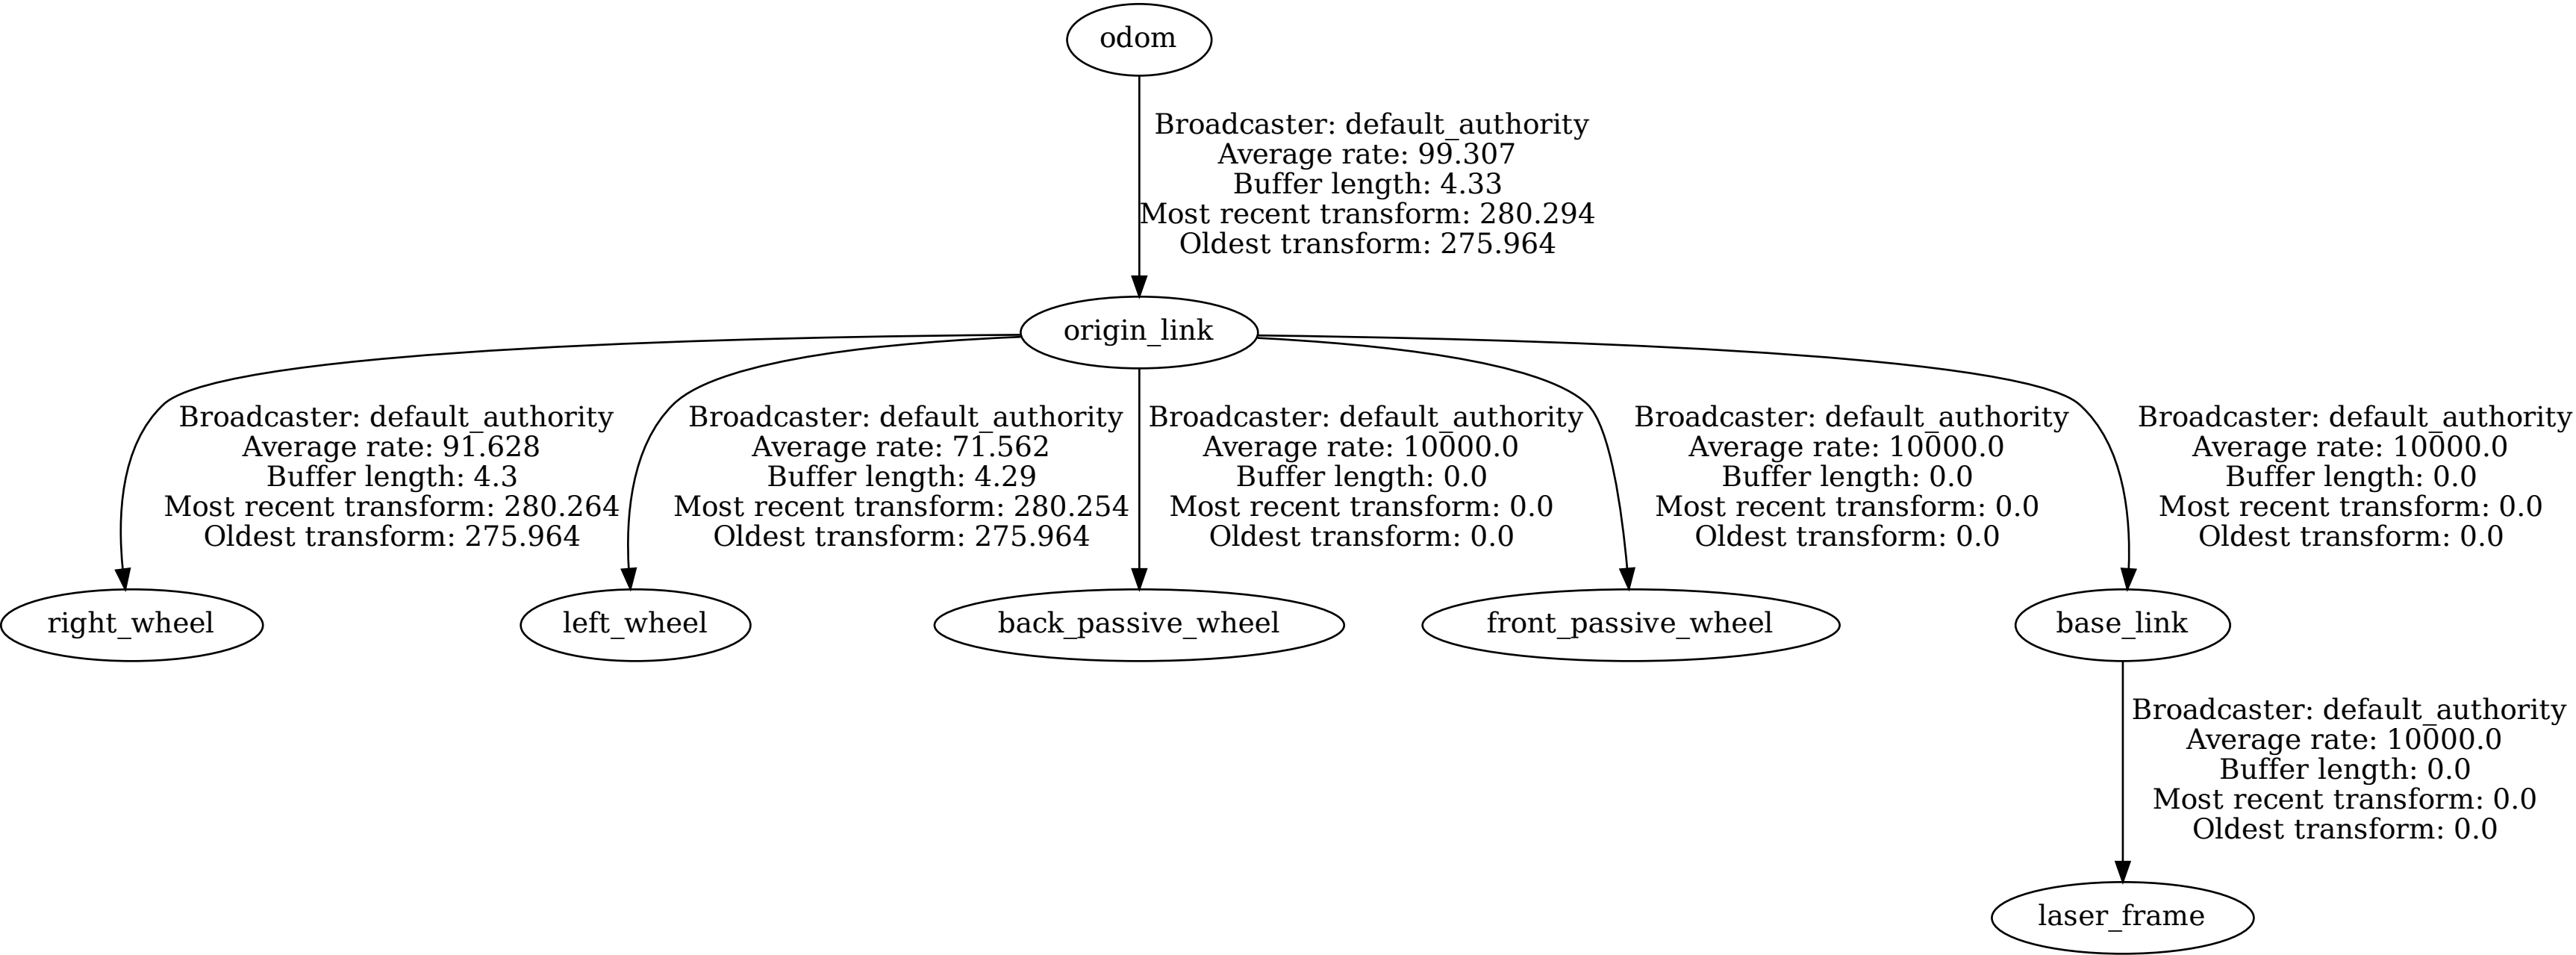 odom
Broadcaster: default_authority
Average rate: 99.307
Buffer length: 4.33
Most recent transform: 280.294
Oldest transform: 275.964
origin_link
Broadcaster: default_authority
Average rate: 91.628
Buffer length: 4.3
Most recent transform: 280.264
Oldest transform: 275.964
Broadcaster: default_authority
Average rate: 71.562
Buffer length: 4.29
Most recent transform: 280.254
Oldest transform: 275.964
Broadcaster: default_authority
Average rate: 10000.0
Buffer length: 0.0
Most recent transform: 0.0
Oldest transform: 0.0
Broadcaster: default_authority
Average rate: 10000.0
Buffer length: 0.0
Most recent transform: 0.0
Oldest transform: 0.0
Broadcaster: default_authority
Average rate: 10000.0
Buffer length: 0.0
Most recent transform: 0.0
Oldest transform: 0.0
right_wheel
left_wheel
back_passive_wheel
front_passive_wheel
base_link
Broadcaster: default_authority
Average rate: 10000.0
Buffer length: 0.0
Most recent transform: 0.0
Oldest transform: 0.0
laser_frame